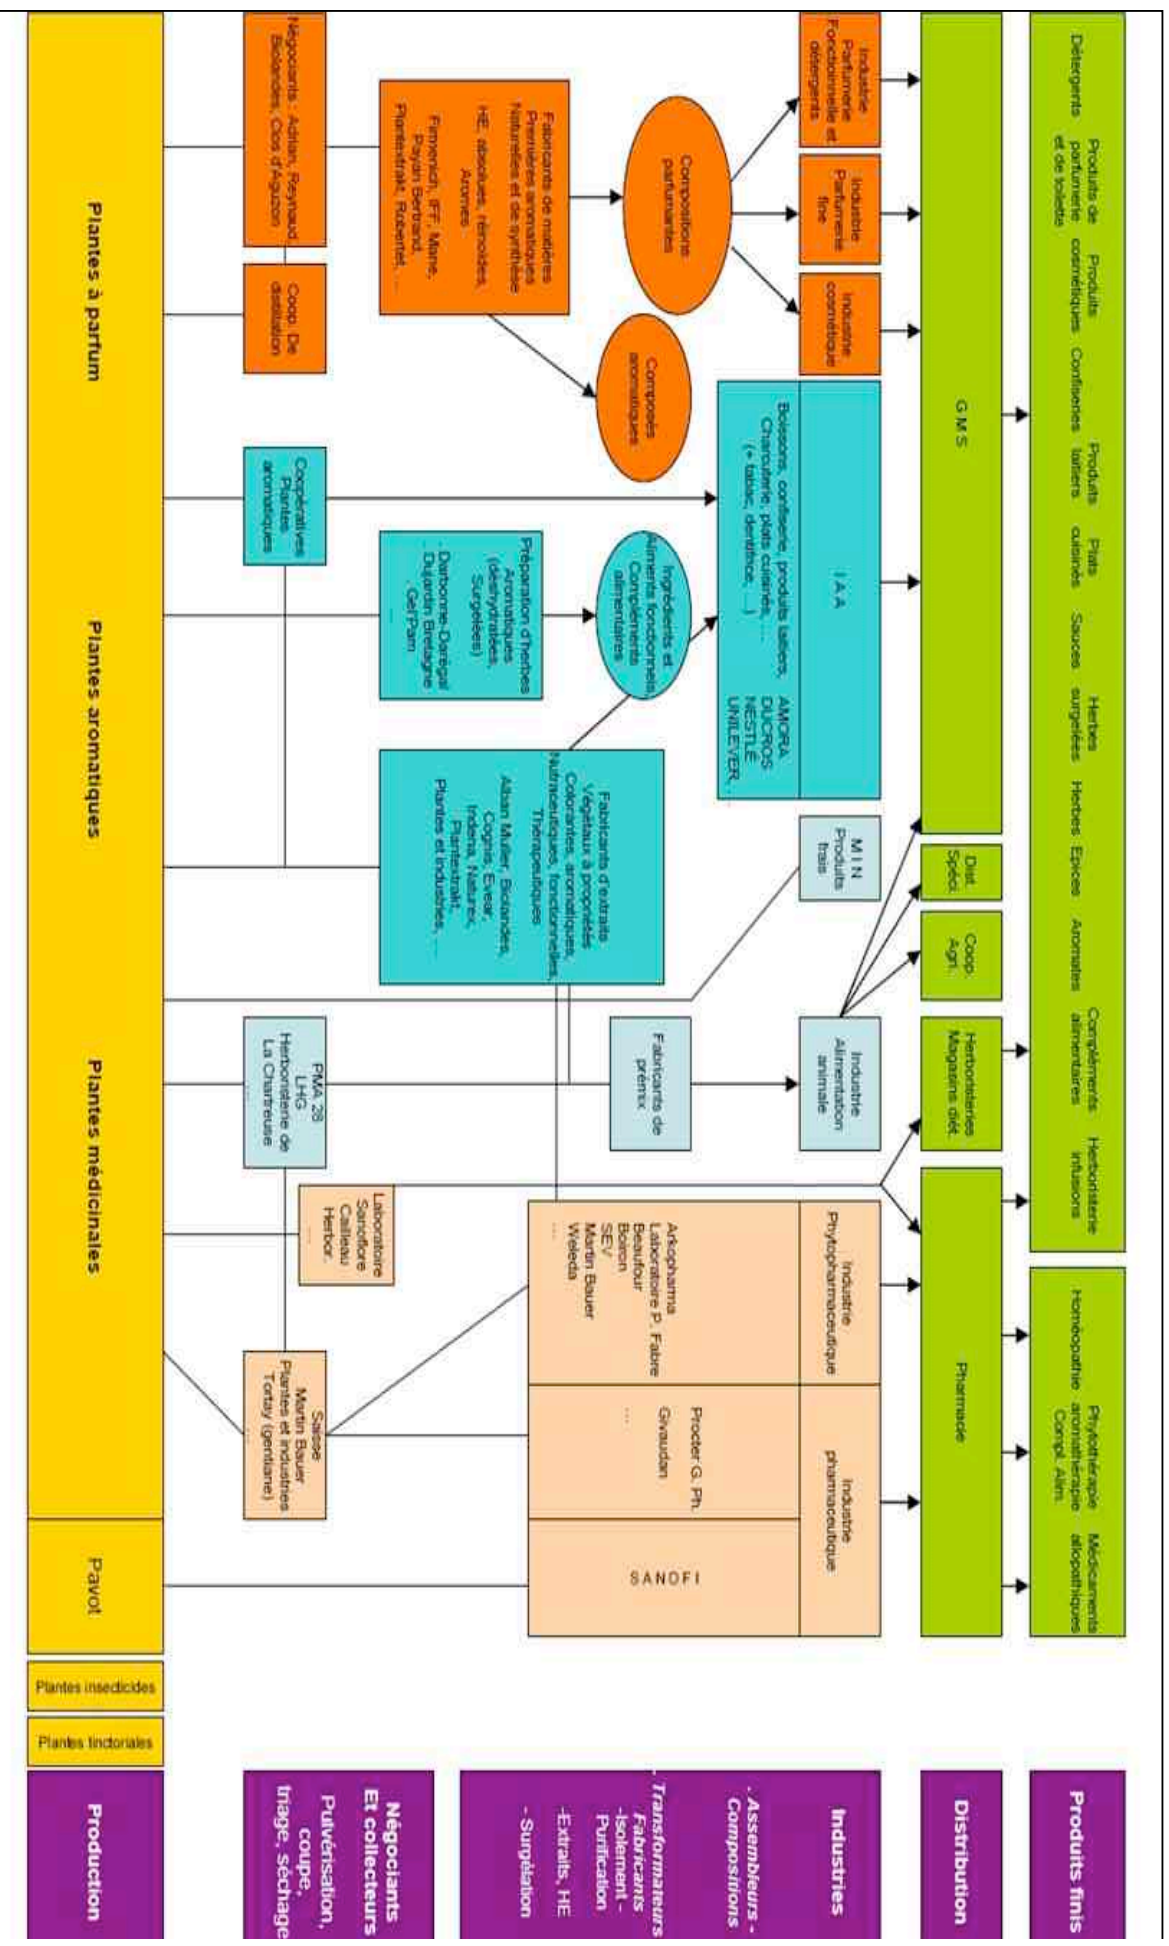 Détergents
Produits de
parfumerie
et de toilette
Produits
cosmétiques
Confiseries
Produits
laitiers
Plats
cuisinés
Sauces
Herbes
surgelées
Herbes
Epices
Aromates
Compléments
alimentaires
Herboristerie
infusions
Homéopathie
Phytothérapie
aromathérapie
Compl. Alim.
Médicaments
allopathiques
Produits finis
G M S
Dist.
Spéci.
Coop.
Agri.
Herboristeries
Magasins diét.
Pharmacie
Distribution
Industrie
Parfumerie
Fonctionnelle et
détergents
Industrie
Parfumerie
fine
Industrie
cosmétique
I A A
Boissons, confiserie, produits laitiers,
Charcuterie, plats cuisinés, ...
(+ tabac, dentifrice, ...)
AMORA
DUCROS
NESTLÉ
UNILEVER, ...
M I N
Produits
frais
Industrie
Alimentation
animale
Industrie
Phytopharmaceutique
Arkopharma
Laboratoire P. Fabre
Beaufour
Boiron
SEV
Martin Bauer
Weleda
...
Industrie
pharmaceutique
Procter G. Ph.
Givaudan
...
SANOFI
Industries
. Assembleurs -
Compositions
. Transformateurs
Fabricants
-Isolement -
Purification
-Extraits, HE
- Surgélation
Compositions
parfumantes
Composés
aromatiques
Ingrédients et
Aliments fonctionnels,
Compléments
alimentaires
Fabricants de
prémix
Fabricants de matières
Premières aromatiques
Naturelles et de synthèse
HE, absolues, rénoïdes,
Aromes
Firmenich, IFF, Mane,
Payan Bertrand,
Plantextrakt, Robertet, ...
Préparation d'herbes
Aromatiques
(déshydratées,
Surgelées)
. Darbonne-Darégal
. Dujardin Bretagne
. Gel'Pam
...
Fabricants d'extraits
Végétaux à propriétés
Colorantes, aromatiques,
Nutraceutiques, fonctionnelles,
Thérapeutiques
Alban Muller, Biolandes,
Cognis, Evear,
Indena, Naturex,
Plantextrakt,
Plantes et industries, ...
Négociants : Adrian, Reynaud,
Biolandes, Clos d'Aguzon
Coop. De
distillation
Coopératives
Plantes
aromatiques
PMA 28
LHG
Herboristerie de
La Chartreuse
...
Laboratoire
Sanoflore
Cailleau
Herbor.
...
Saisse
Martin Bauer
Plantes et industries
Tortay (gentiane)
...
Négociants
Et collecteurs
Pulvérisation,
coupe,
triage, séchage
Plantes à parfum
Plantes aromatiques
Plantes médicinales
Pavot
Plantes insecticides
Plantes tinctoriales
Production